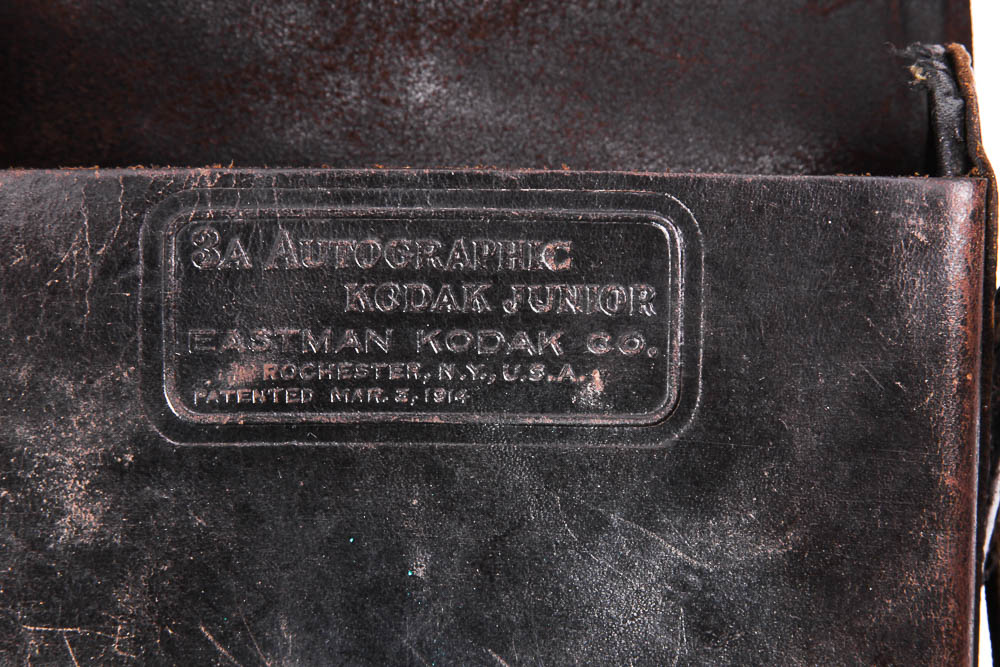 3A AUTOGRAPHIC
KODAK JUNIOR
EASTMAN KODAK CO.
ROCHESTER, N.Y., U.S.A.
PATENTED MAR. 3, 1914